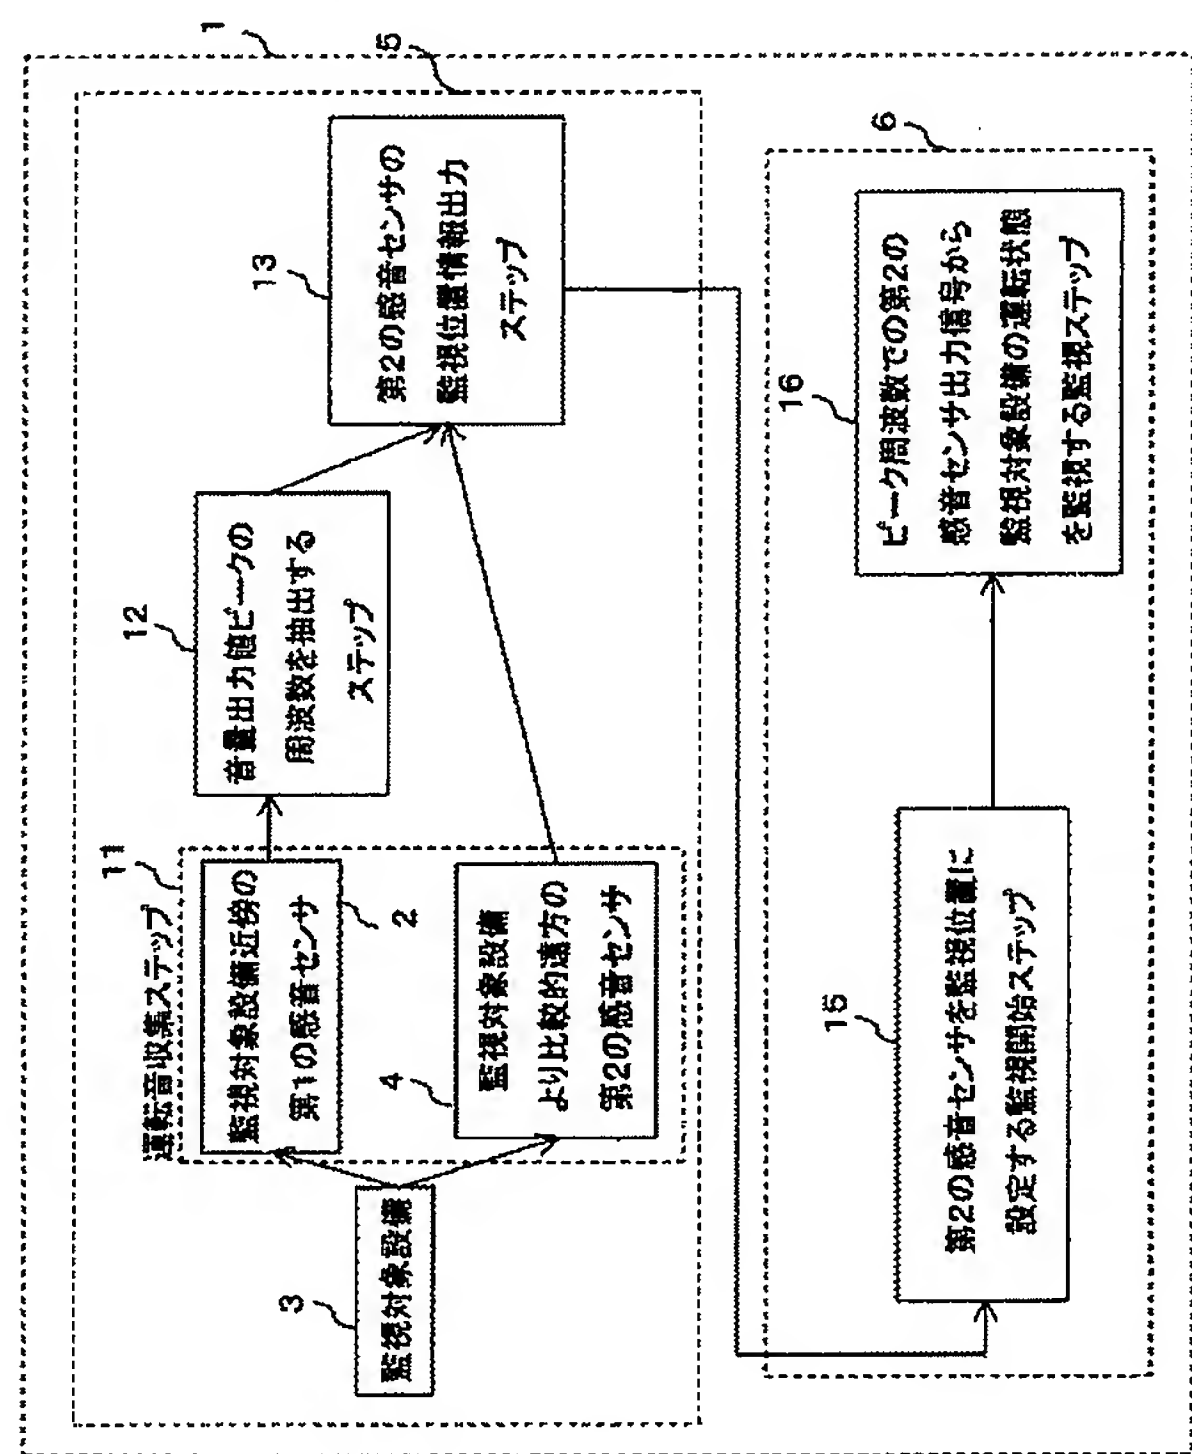 1
5
運転音収集ステップ
11
監視対象設備近傍の
第1の感音センサ
2
12
音量出力値ピークの
周波数を抽出する
ステップ
13
第2の感音センサの
監視位置情報出力
ステップ
3
監視対象設備
4
監視対象設備
より比較的遠方の
第2の感音センサ
6
15
第2の感音センサを監視位置に
設定する監視開始ステップ
16
ピーク周波数での第2の
感音センサ出力信号から
監視対象設備の運転状態
を監視する監視ステップ